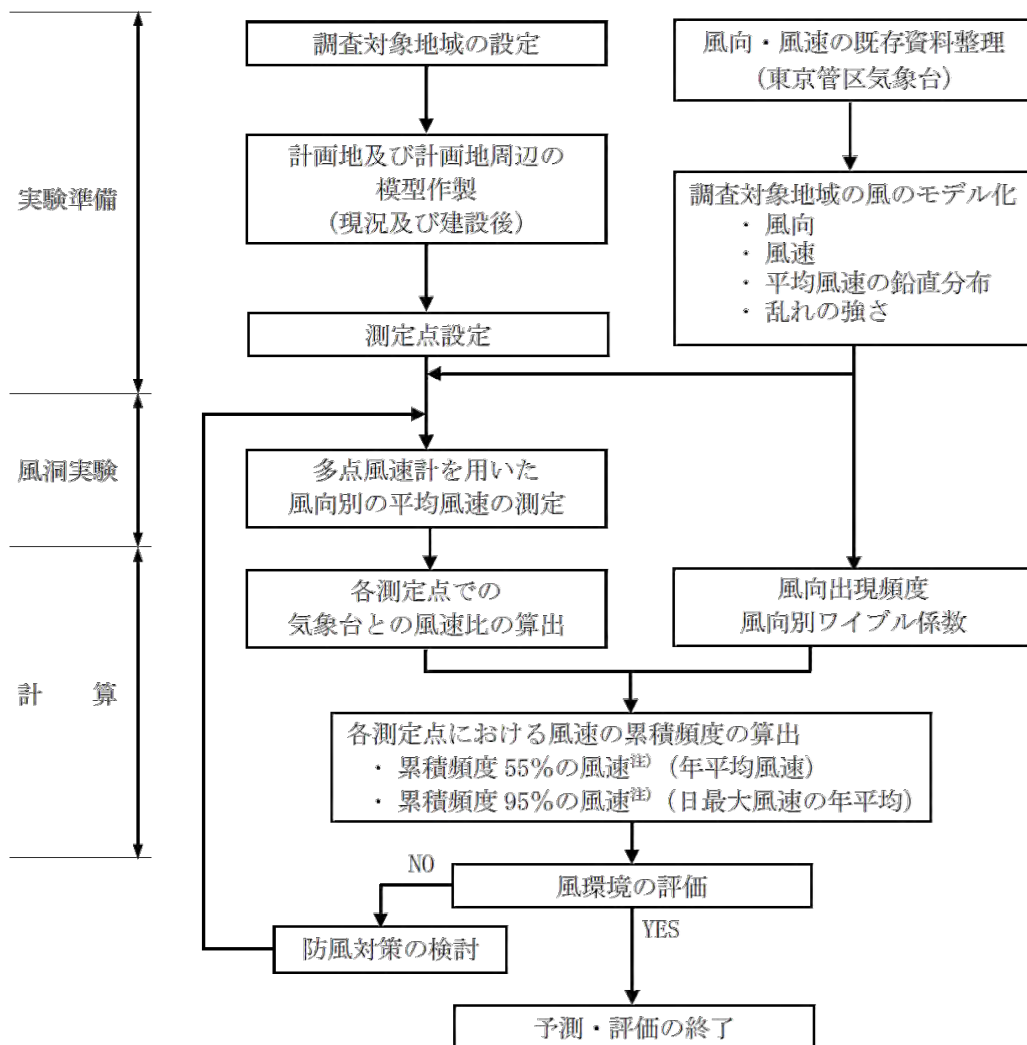 調査対象地域の設定
風向・風速の既存資料整理
（東京管区気象台）
計画地及び計画地周辺の
模型作製
（現況及び建設後）
実験準備
調査対象地域の風のモデル化
・ 風向
・ 風速
・ 平均風速の鉛直分布
・ 乱れの強さ
測定点設定
風洞実験
多点風速計を用いた
風向別の平均風速の測定
各測定点での
気象台との風速比の算出
風向出現頻度
風向別ワイブル係数
計　算
各測定点における風速の累積頻度の算出
・ 累積頻度 55％の風速注）（年平均風速）
・ 累積頻度 95％の風速注）（日最大風速の年平均）
NO
風環境の評価
YES
防風対策の検討
予測・評価の終了